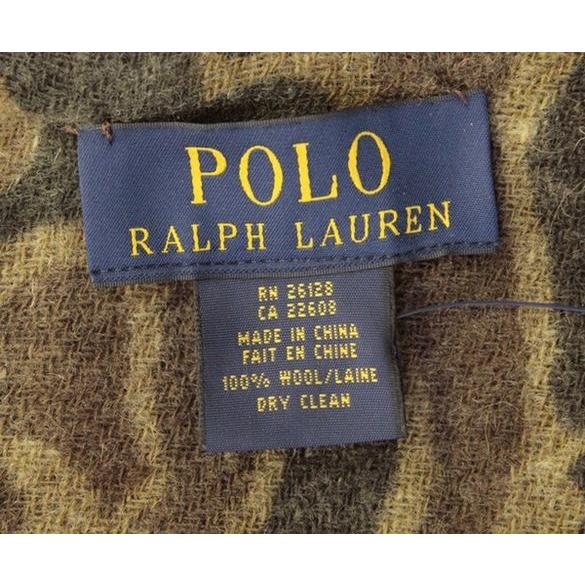 POLO
RALPH LAUREN
RN 26128
CA 22608
MADE IN CHINA
FAIT EN CHINE
100% WOOL/LAINE
DRY CLEAN